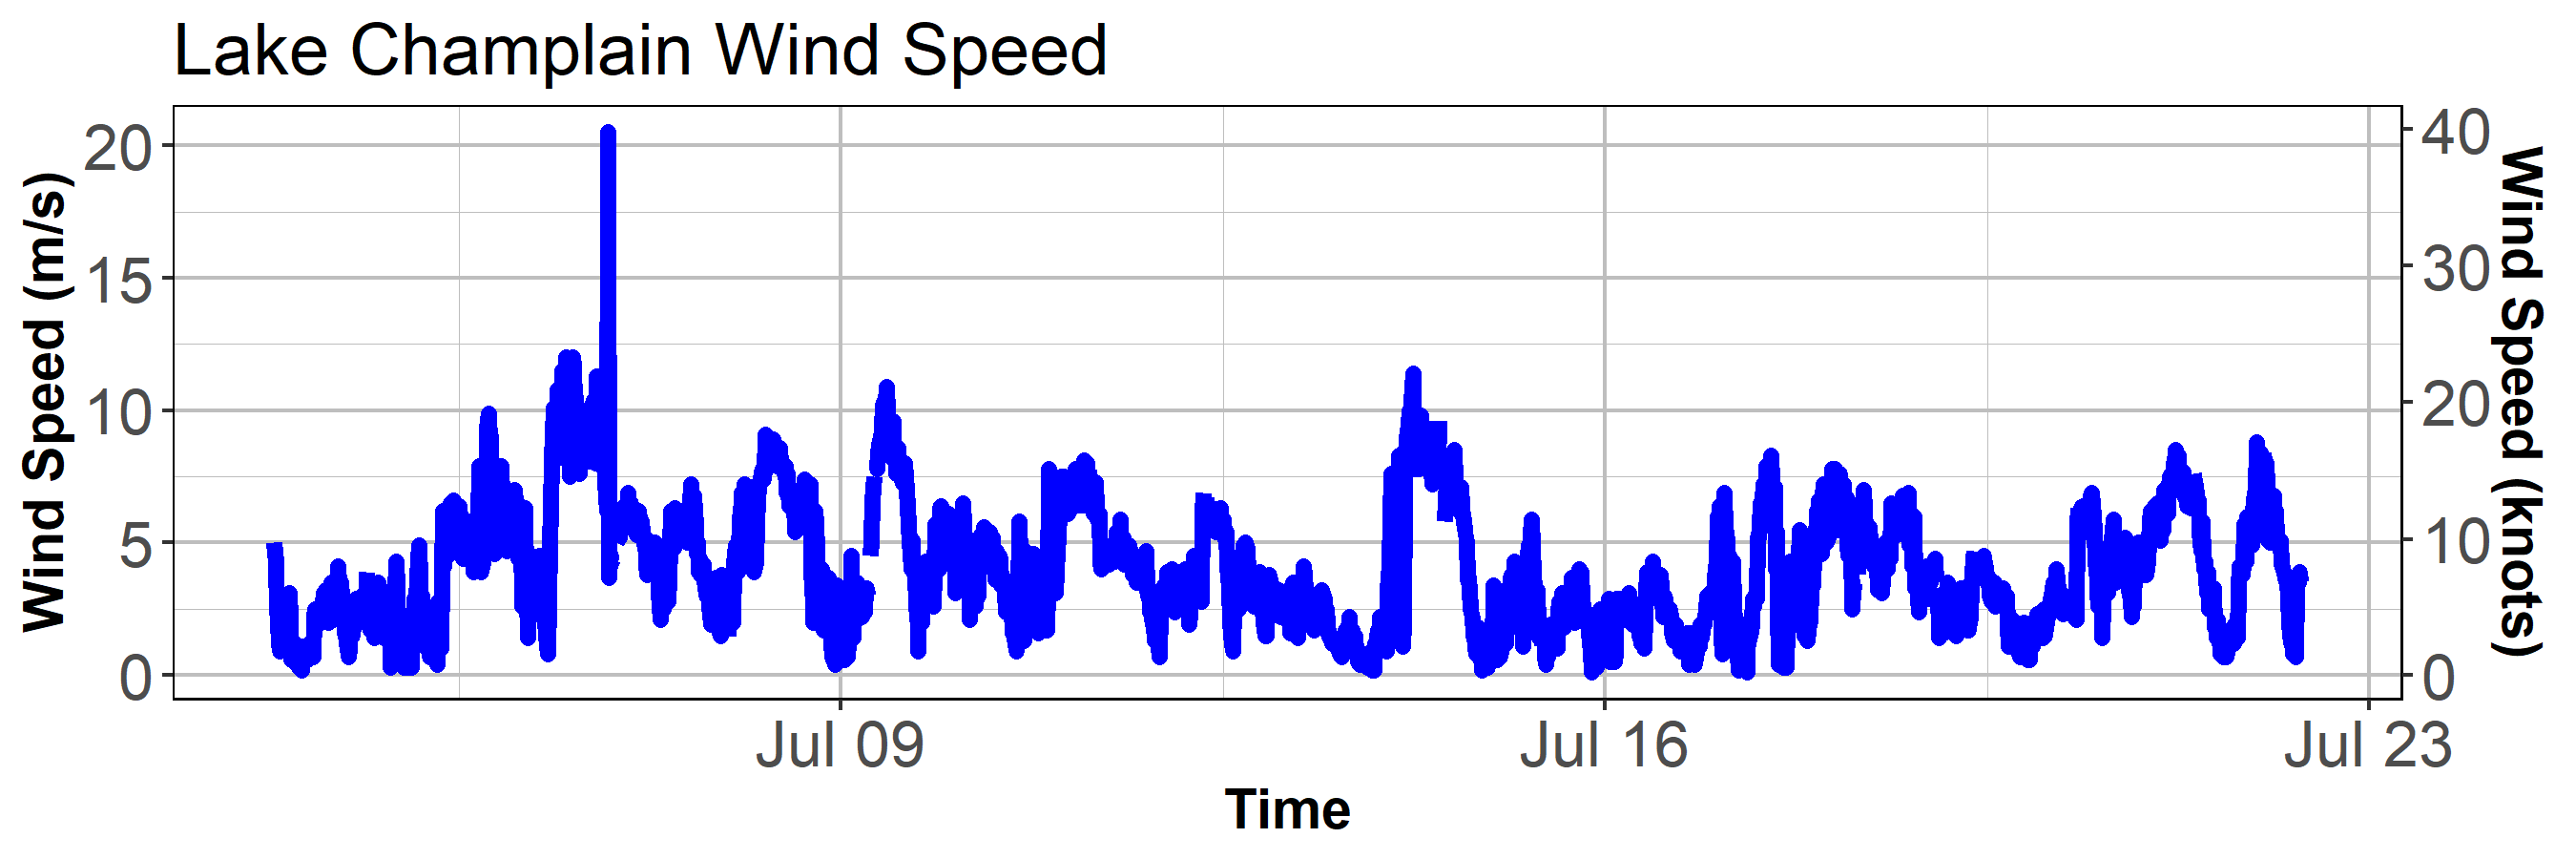 Lake Champlain Wind Speed
Wind Speed (m/s)
20
15
10
5
0
40
30
20
10
0
Wind Speed (knots)
Jul 09
Jul 16
Jul 23
Time